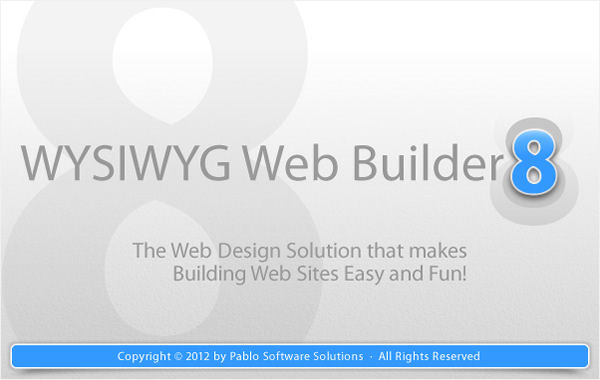 WYSIWYG Web Builder 8
The Web Design Solution that makes
Building Web Sites Easy and Fun!
Copyright © 2012 by Pablo Software Solutions · All Rights Reserved